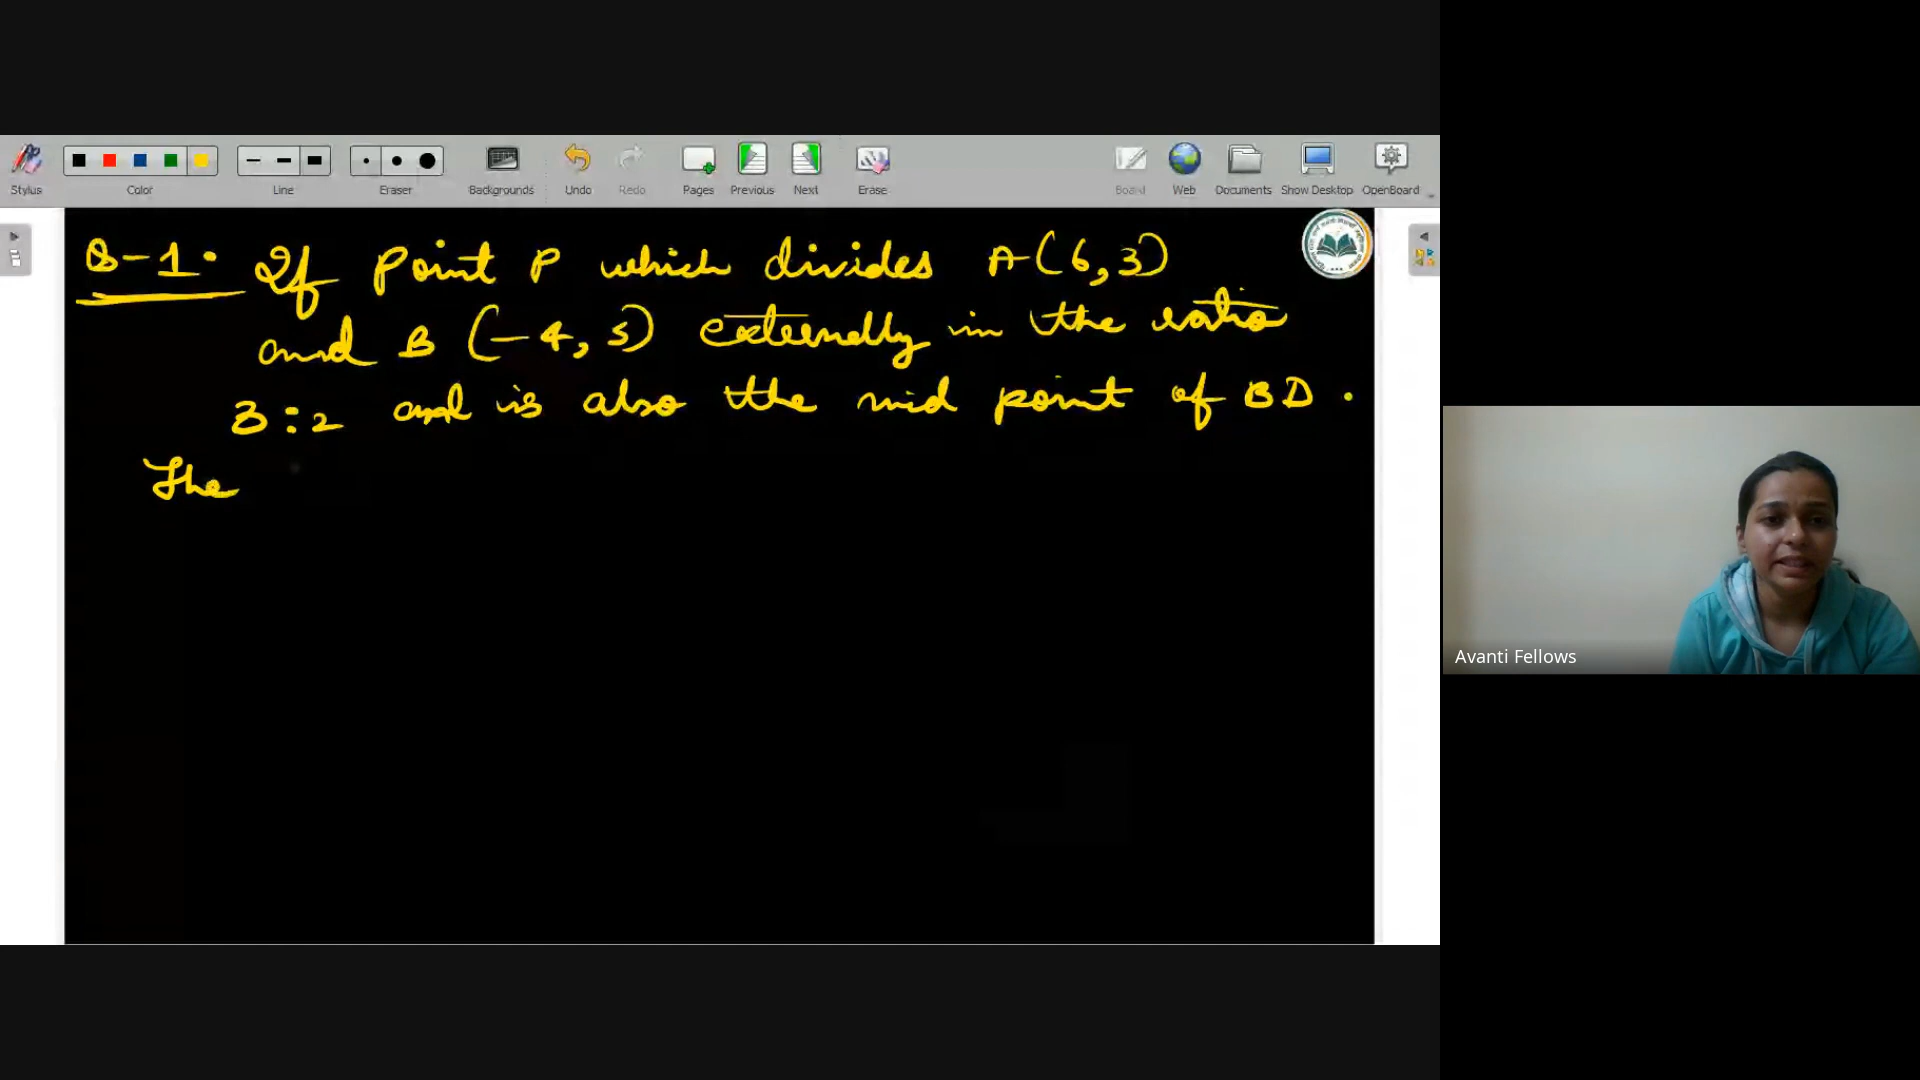 Stylus
Color
Line
Eraser
Backgrounds
Undo
Redo
Pages
Previous
Next
Erase
Board
Web
Documents
Show Desktop
OpenBoard
Q-1. If point P which divides A(6,3)
and B (-4, 5) externally in the ratio
3:2 and is also the mid point of BD .
The
Avanti Fellows